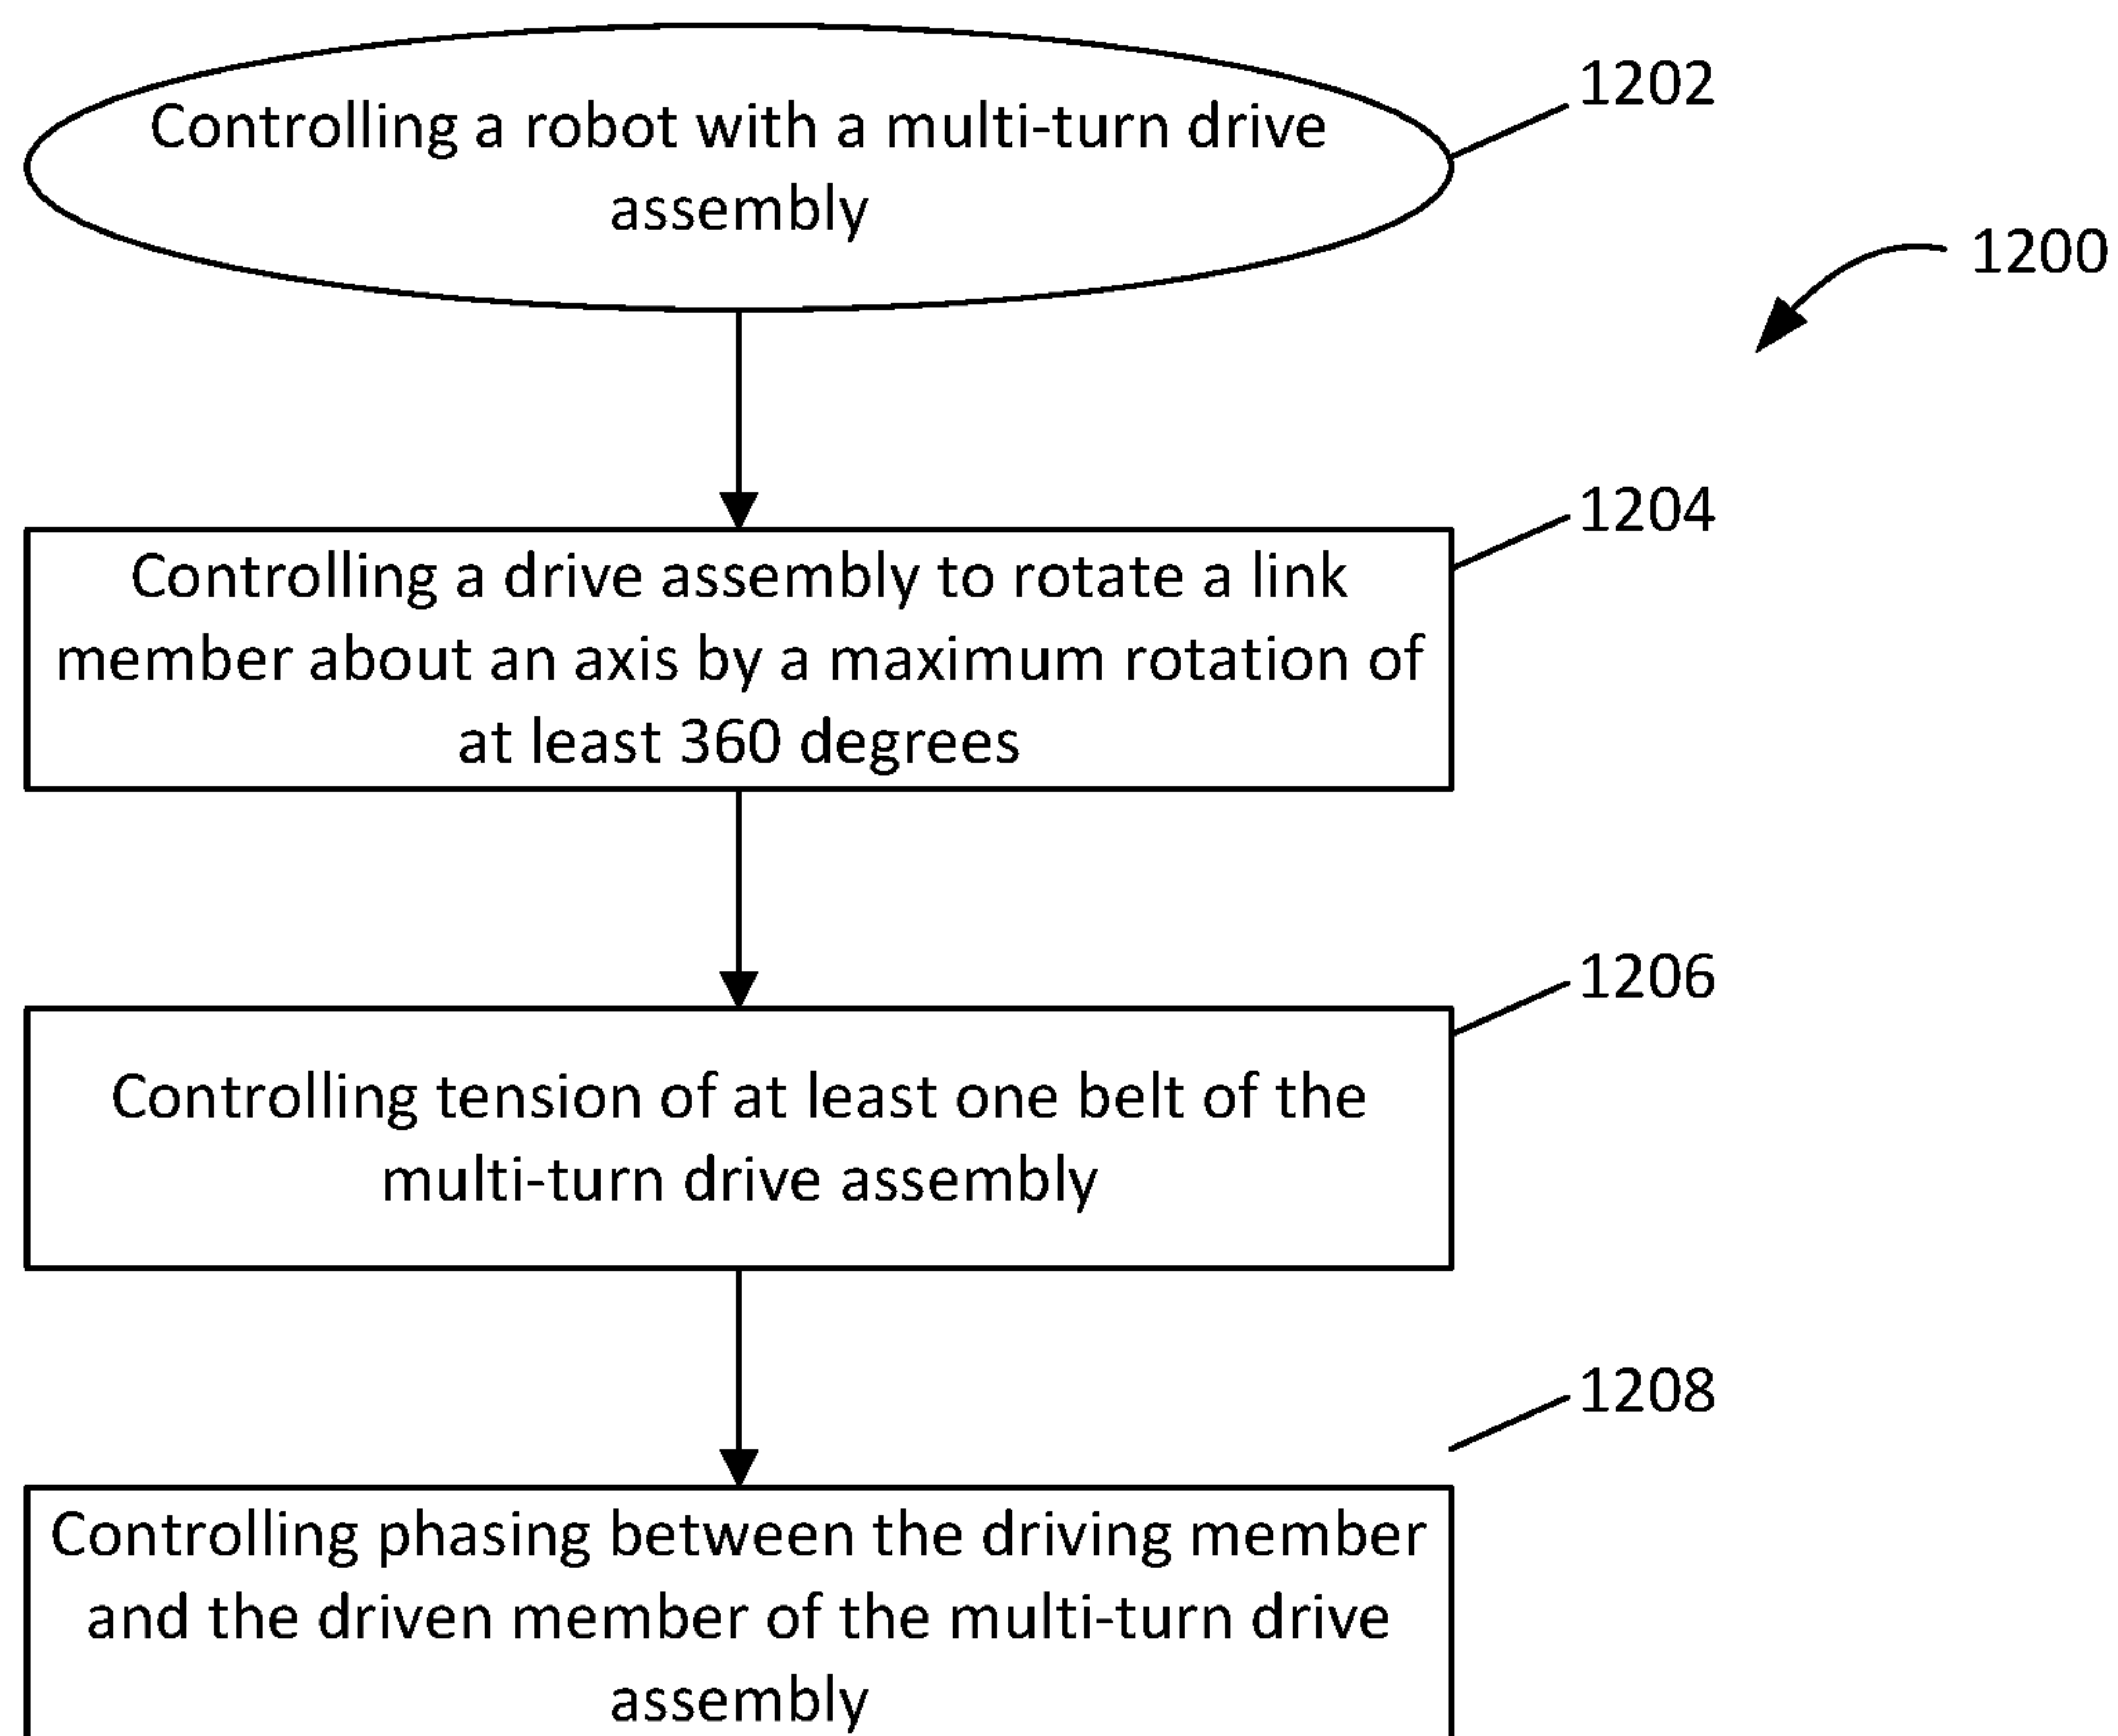 1202
Controlling a robot with a multi-turn drive
assembly
1200
1204
Controlling a drive assembly to rotate a link
member about an axis by a maximum rotation of
at least 360 degrees
1206
Controlling tension of at least one belt of the
multi-turn drive assembly
1208
Controlling phasing between the driving member
and the driven member of the multi-turn drive
assembly